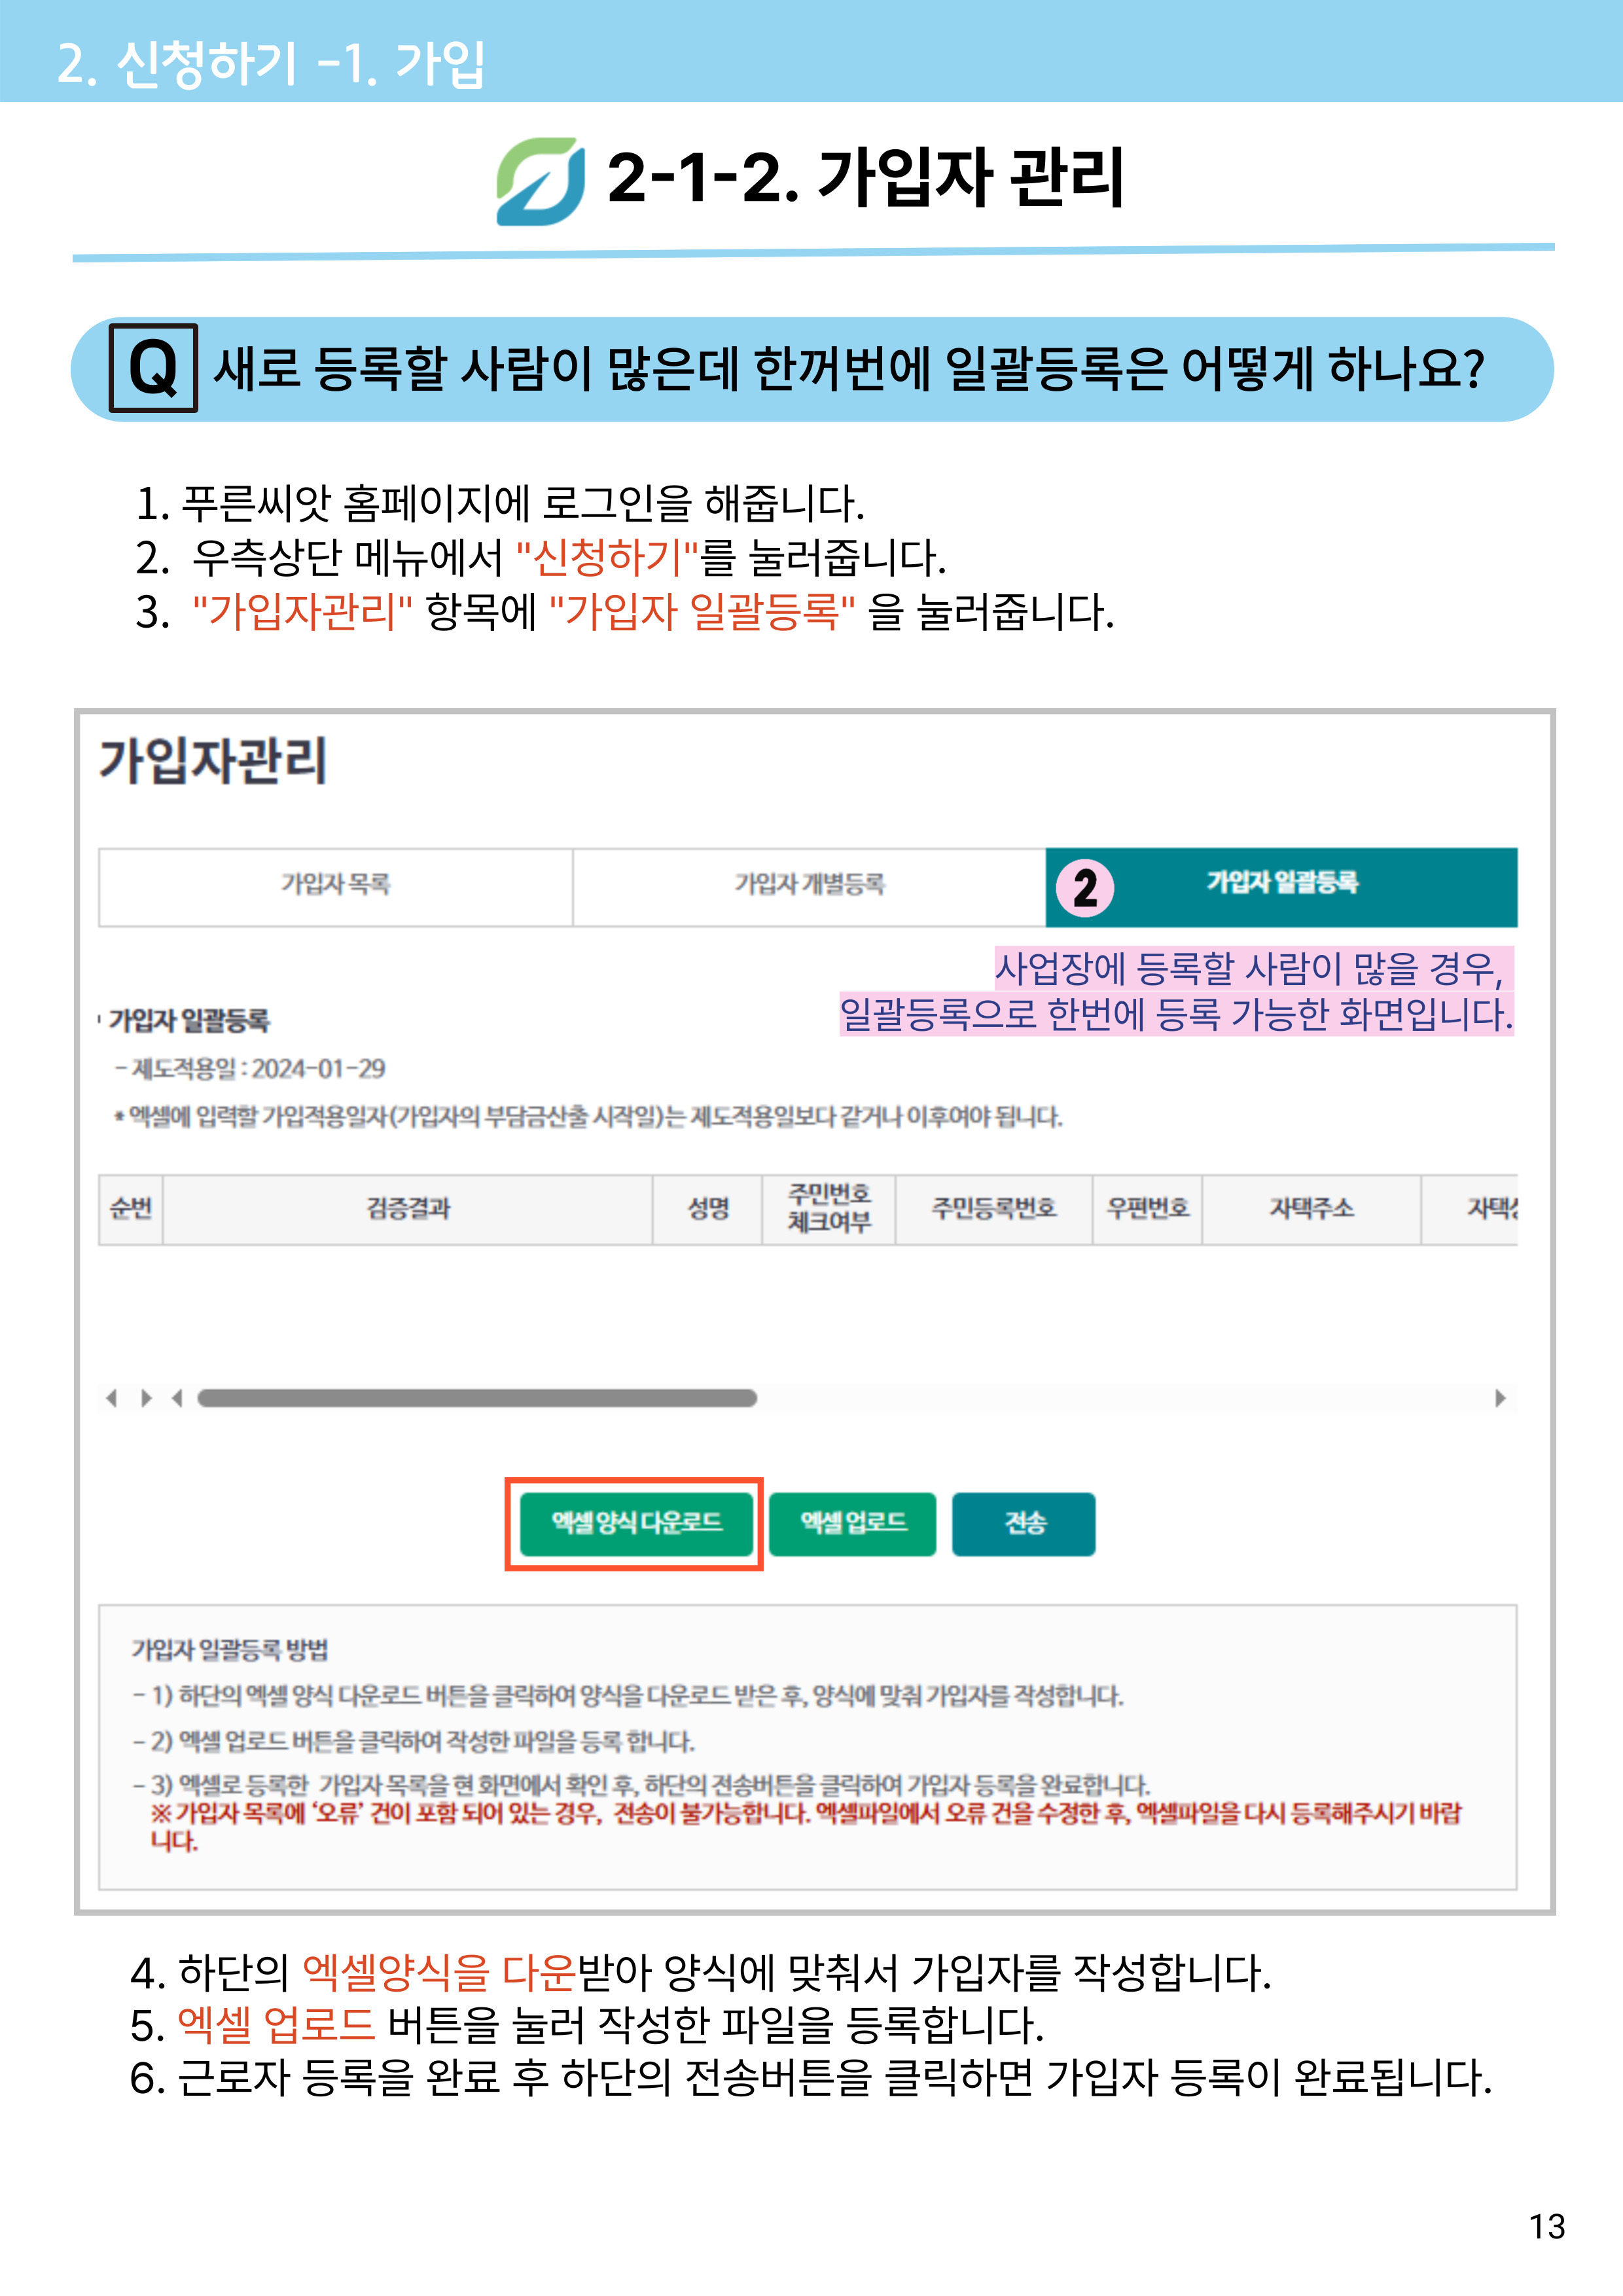 2. 신청하기 -1. 가입
2-1-2. 가입자 관리
Q 새로 등록할 사람이 많은데 한꺼번에 일괄등록은 어떻게 하나요?
1. 푸른씨앗 홈페이지에 로그인을 해줍니다.
2. 우측상단 메뉴에서 "신청하기"를 눌러줍니다.
3. "가입자관리" 항목에 "가입자 일괄등록" 을 눌러줍니다.
가입자관리
가입자 목록 가입자 개별등록 2 가입자 일괄등록
사업장에 등록할 사람이 많을 경우,
일괄등록으로 한번에 등록 가능한 화면입니다.
가입자 일괄등록
- 제도적용일 : 2024-01-29
* 엑셀에 입력할 가입적용일자(가입자의 부담금산출 시작일)는 제도적용일보다 같거나 이후여야 됩니다.
순번 검증결과 성명 주민번호 체크여부 주민등록번호 우편번호 자택주소 자택
엑셀 양식 다운로드 엑셀 업로드 전송
가입자 일괄등록 방법
- 1) 하단의 엑셀 양식 다운로드 버튼을 클릭하여 양식을 다운로드 받은 후, 양식에 맞춰 가입자를 작성합니다.
- 2) 엑셀 업로드 버튼을 클릭하여 작성한 파일을 등록 합니다.
- 3) 엑셀로 등록한 가입자 목록을 현 화면에서 확인 후, 하단의 전송버튼을 클릭하여 가입자 등록을 완료합니다.
※ 가입자 목록에 ‘오류’ 건이 포함 되어 있는 경우, 전송이 불가능합니다. 엑셀파일에서 오류 건을 수정한 후, 엑셀파일을 다시 등록해주시기 바랍
니다.
4. 하단의 엑셀양식을 다운받아 양식에 맞춰서 가입자를 작성합니다.
5. 엑셀 업로드 버튼을 눌러 작성한 파일을 등록합니다.
6. 근로자 등록을 완료 후 하단의 전송버튼을 클릭하면 가입자 등록이 완료됩니다.
13